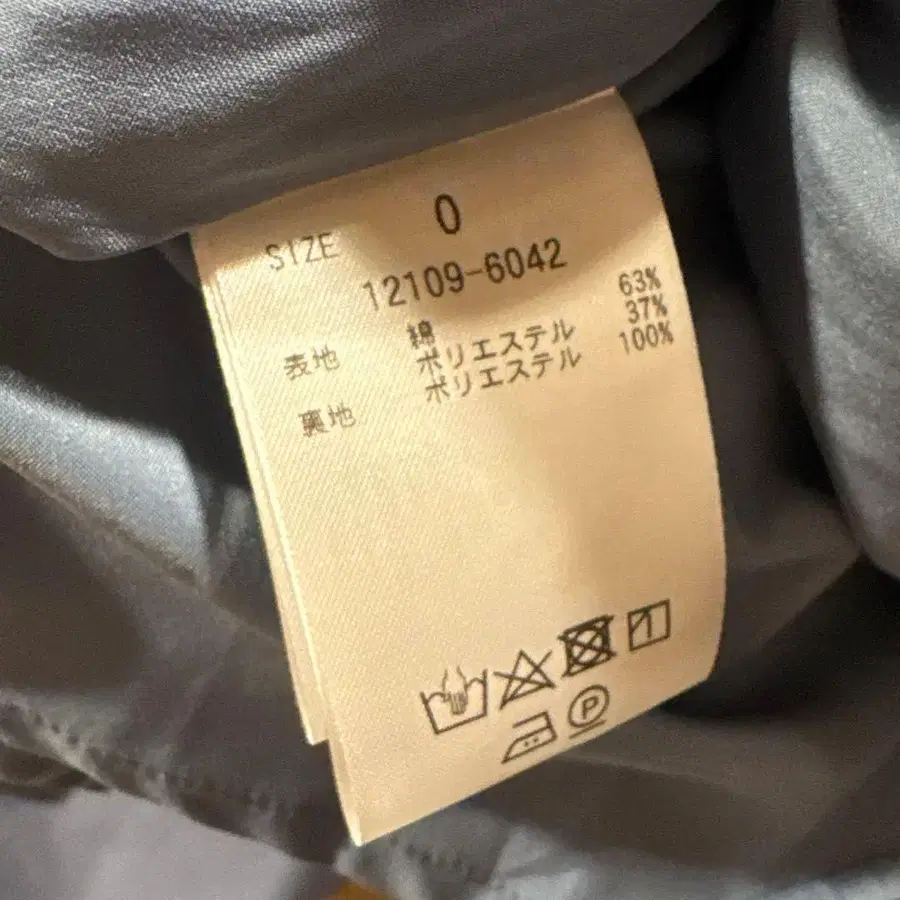 SIZE 0
12109-6042
表地 綿 63%
ポリエステル 37%
裏地 ポリエステル 100%
P